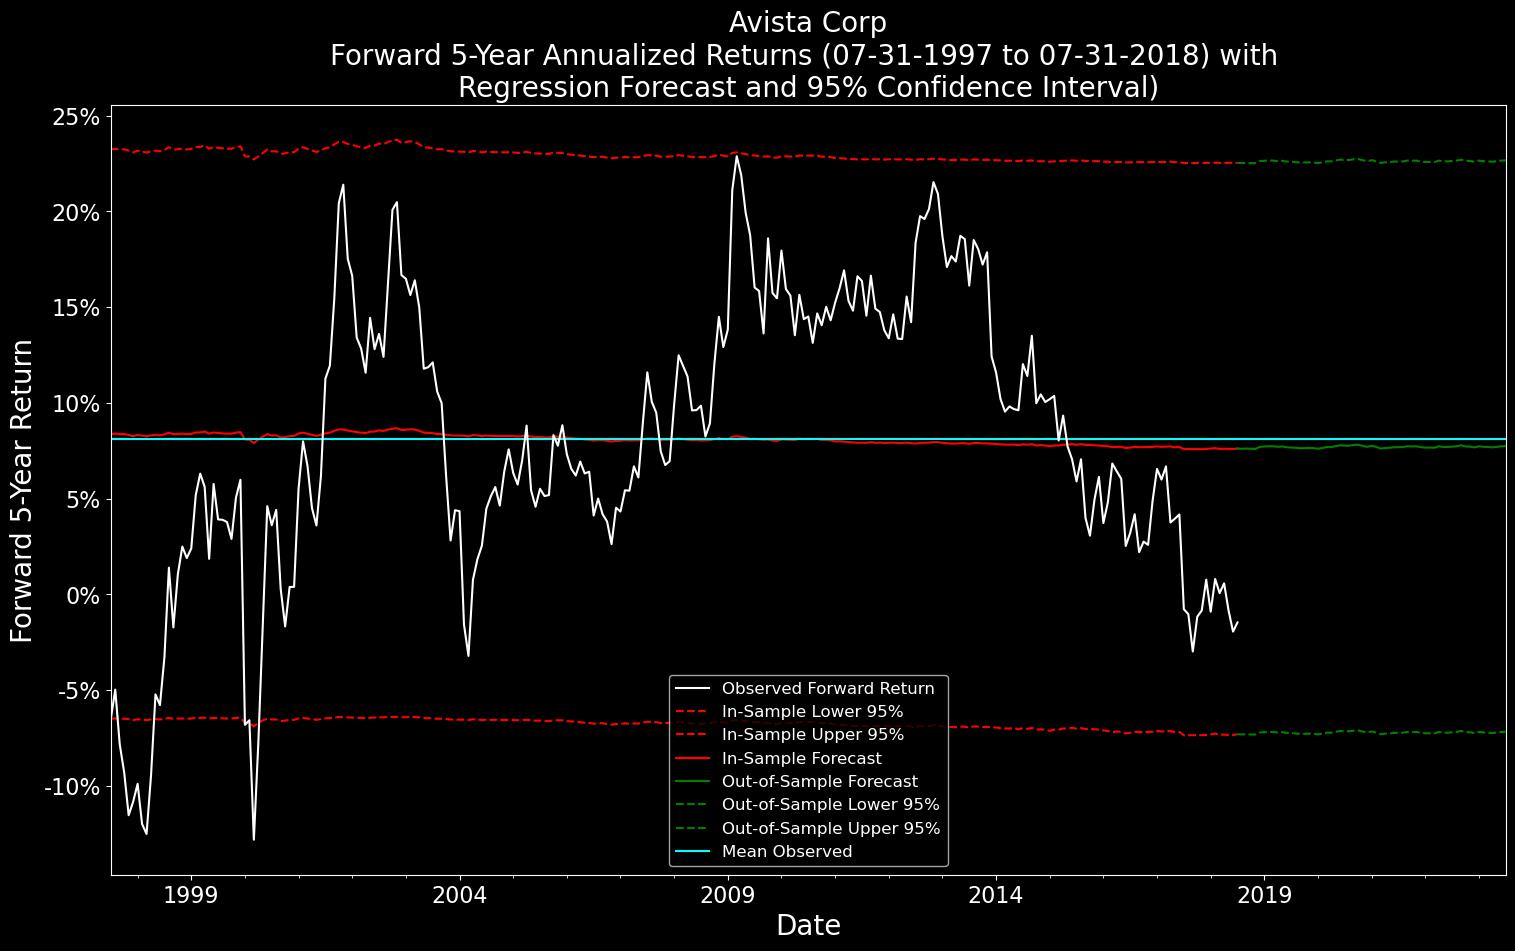 Avista Corp
Forward 5-Year Annualized Returns (07-31-1997 to 07-31-2018) with
Regression Forecast and 95% Confidence Interval)
25%
20%
15%
10%
5%
0%
-5%
-10%
Forward 5-Year Return
Observed Forward Return
In-Sample Lower 95%
In-Sample Upper 95%
In-Sample Forecast
Out-of-Sample Forecast
Out-of-Sample Lower 95%
Out-of-Sample Upper 95%
Mean Observed
1999 2004 2009 2014 2019
Date